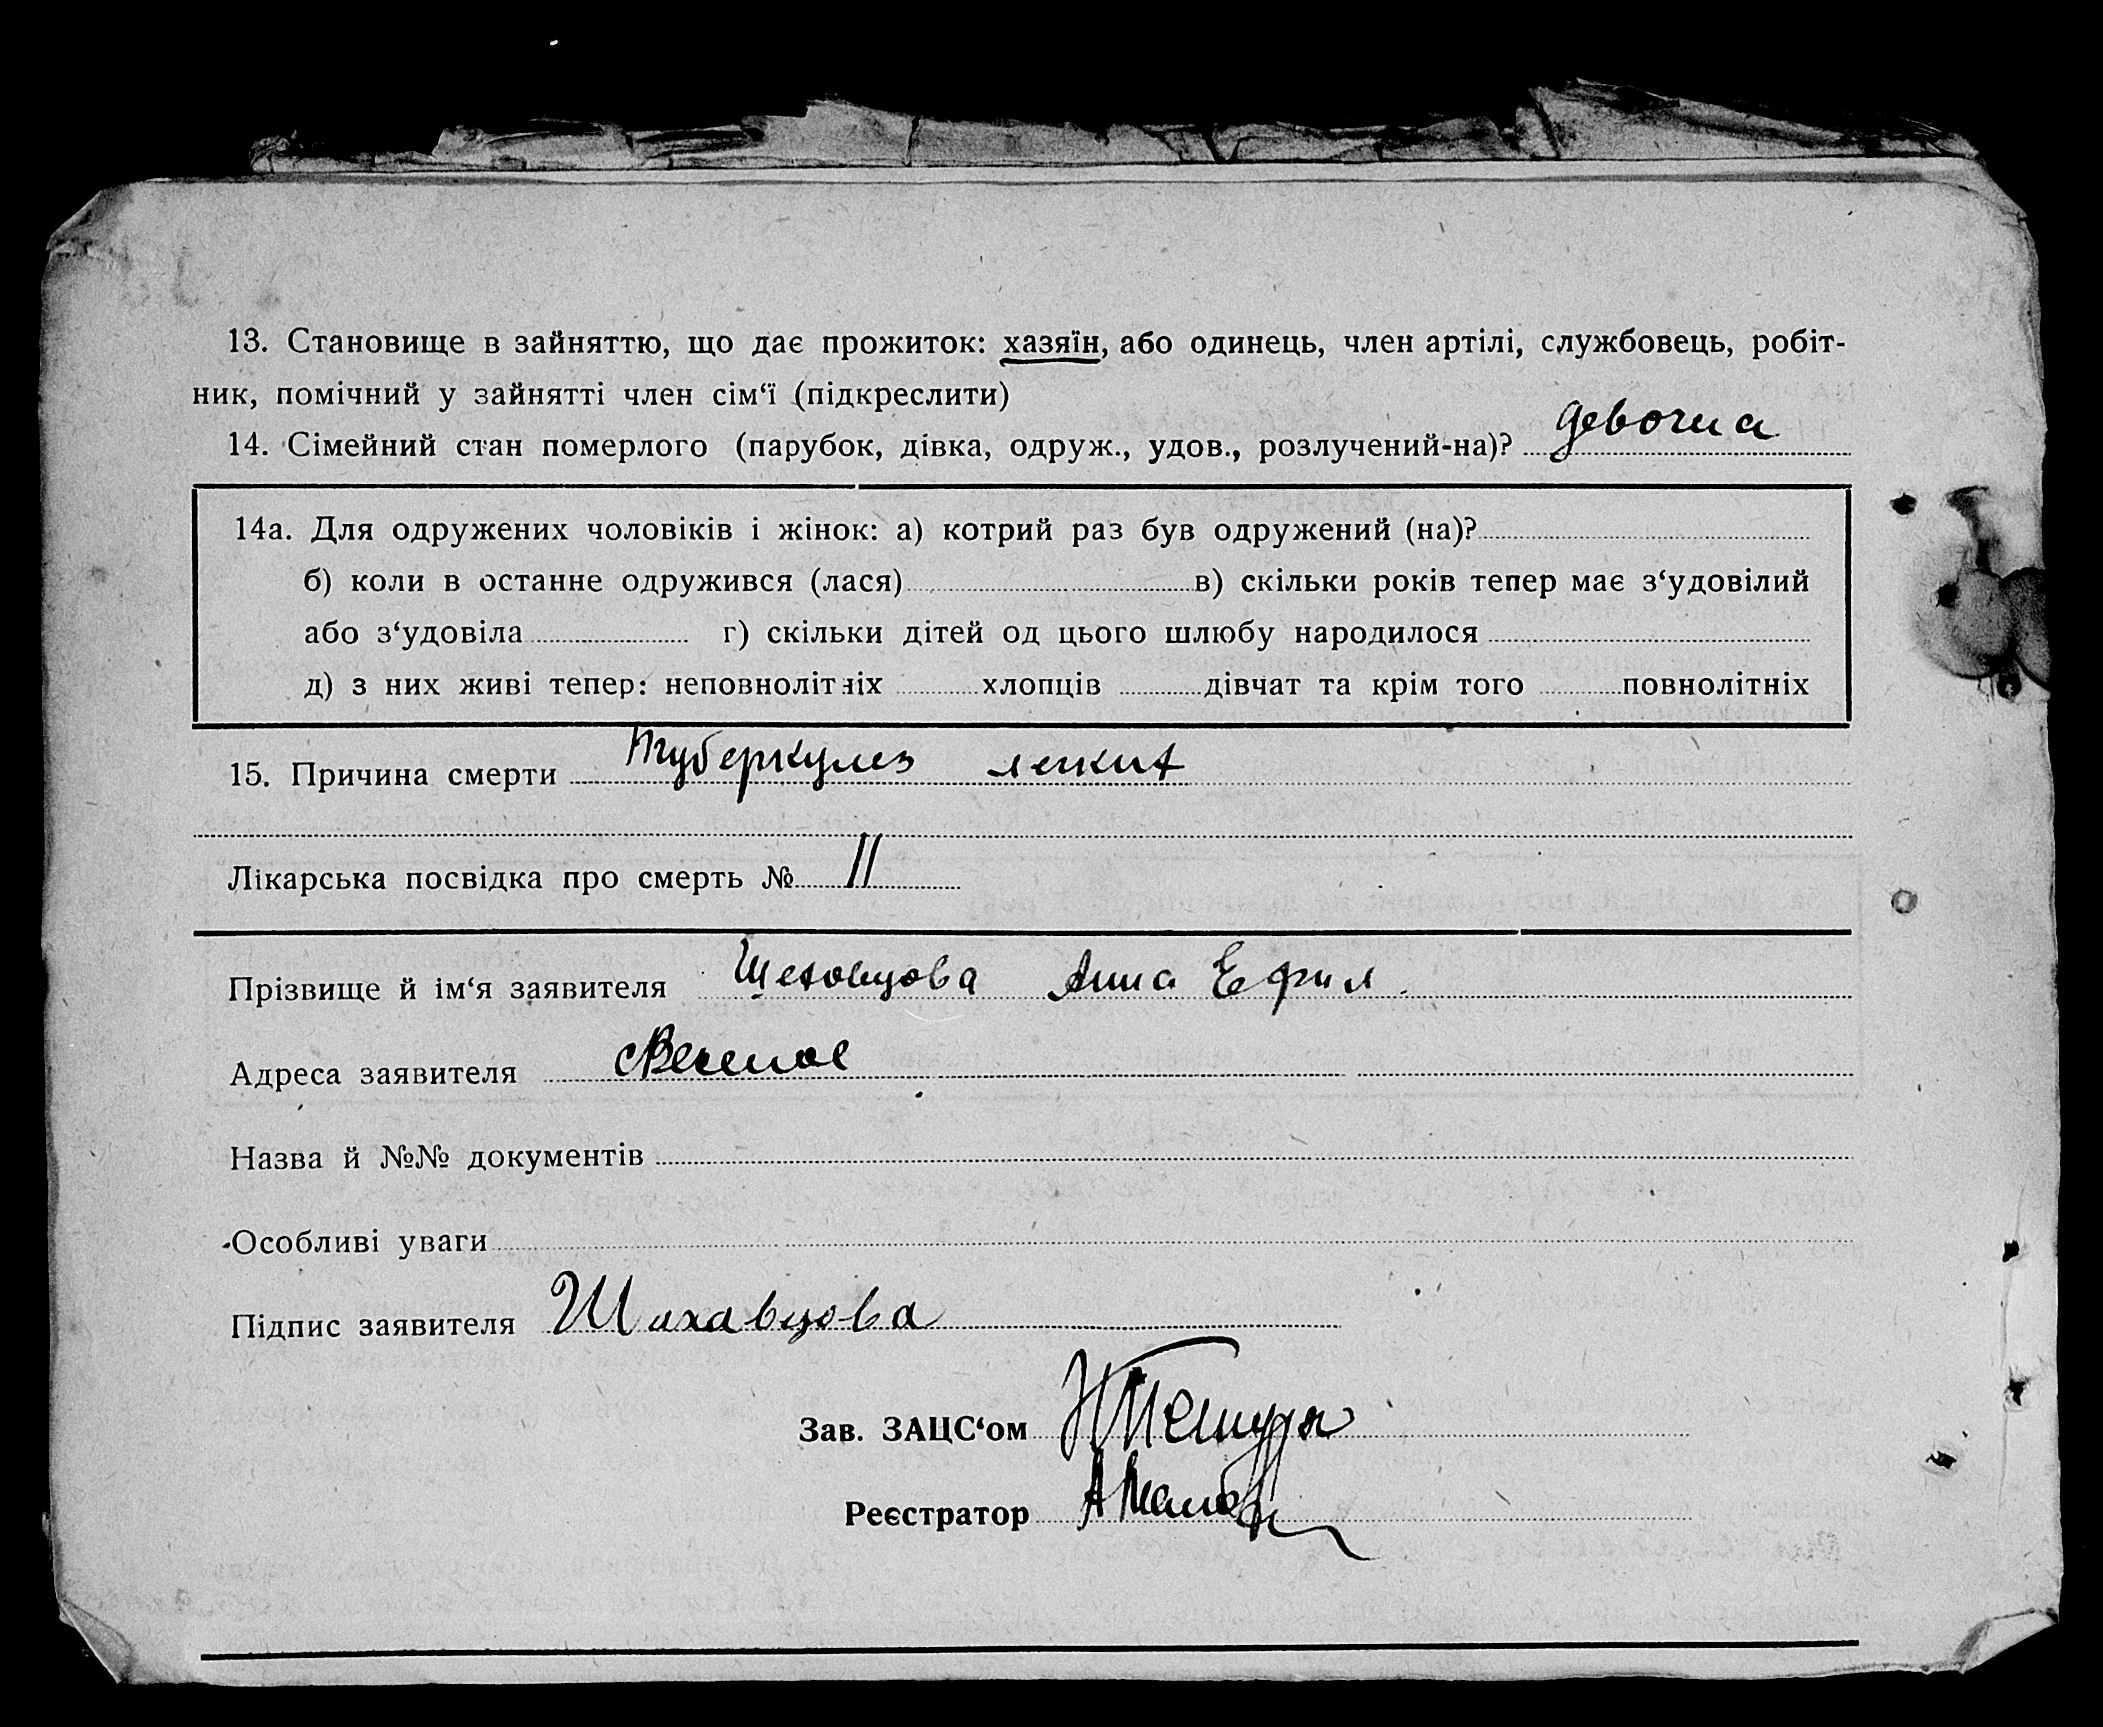 13. Становище в зайняттю, що дає прожиток: хазяїн, або одинець, член артілі, службовець, робіт-
ник, помічний у зайнятті член сім‘ї (підкреслити)
14. Сімейний стан померлого (парубок, дівка, одруж., удов., розлучений-на)? девочка
14а. Для одружених чоловіків і жінок: а) котрий раз був одружений (на)?
б) коли в останне одружився (лася) в) скільки років тепер має з‘удовілий
або з‘удовіла г) скільки дітей од цього шлюбу народилося
д) з них живі тепер: неповнолітніх хлопців дівчат та крім того повнолітніх
15. Причина смерти Туберкулез легких
Лікарська посвідка про смерть № 11
Прізвище й ім‘я заявителя Шеховцова Анна Ефим
Адреса заявителя
Назва й №№ документів
Особливі уваги
Підпис заявителя Шихавцова
Зав. ЗАЦС‘ом
Реєстратор